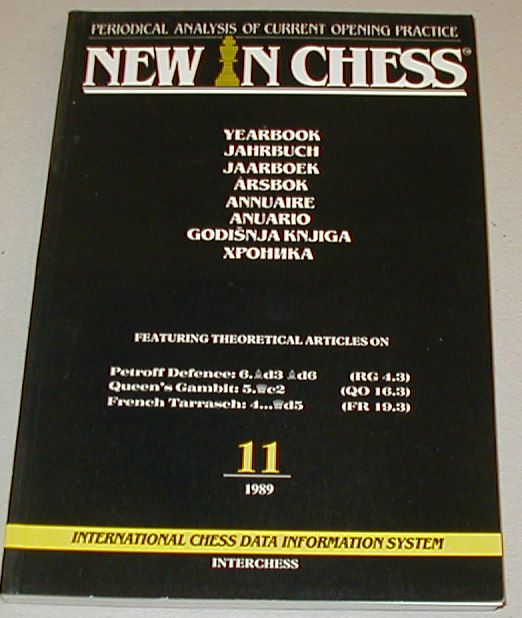 PERIODICAL ANALYSIS OF CURRENT OPENING PRACTICE
NEW IN CHESS
YEARBOOK
JAHRBUCH
JAARBOEK
ÅRSBOK
ANNUAIRE
ANUARIO
GODIŠNJA KNJIGA
ХРОНИКА
FEATURING THEORETICAL ARTICLES ON
Petroff Defence: 6.♗d3 ♗d6 (RG 4.3)
Queen's Gambit: 5.♕c2 (QO 16.3)
French Tarrasch: 4...♕d5 (FR 19.3)
11
1989
INTERNATIONAL CHESS DATA INFORMATION SYSTEM
INTERCHESS